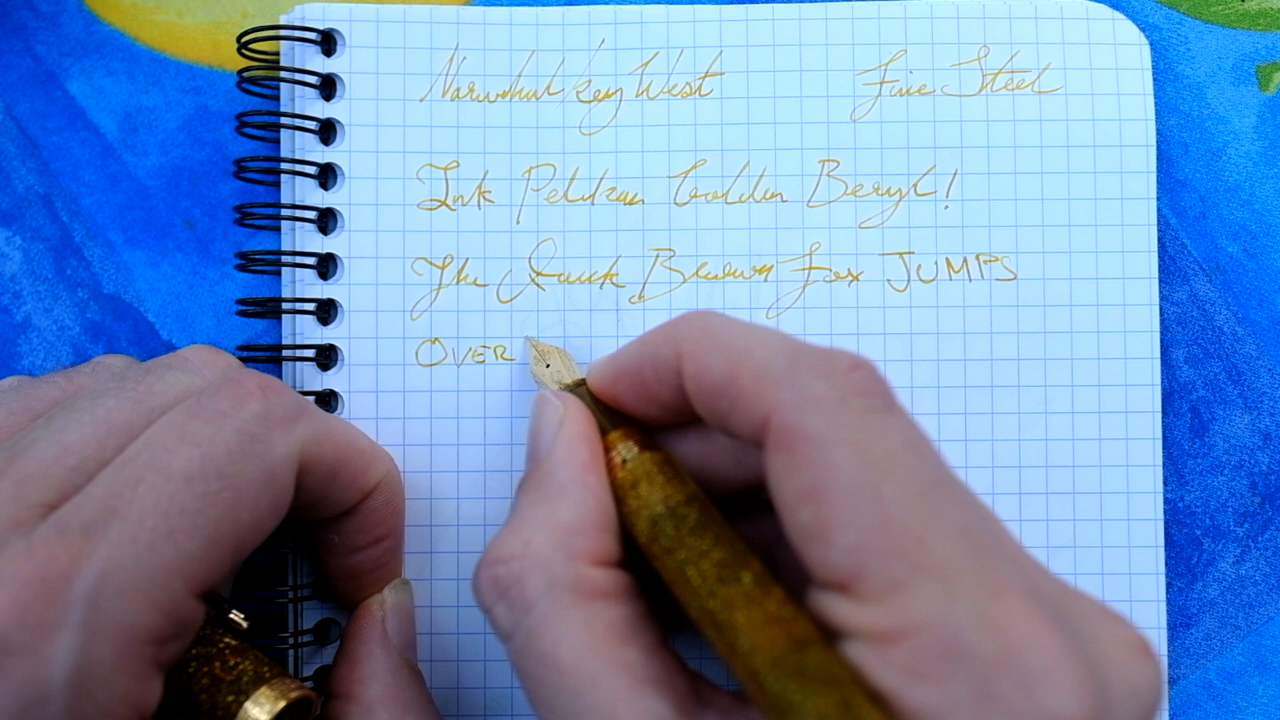 Narwhal Key West Fine Steel
Ink Pelikan Golden Beryl!
The Quick Brown Fox JUMPS
OVER